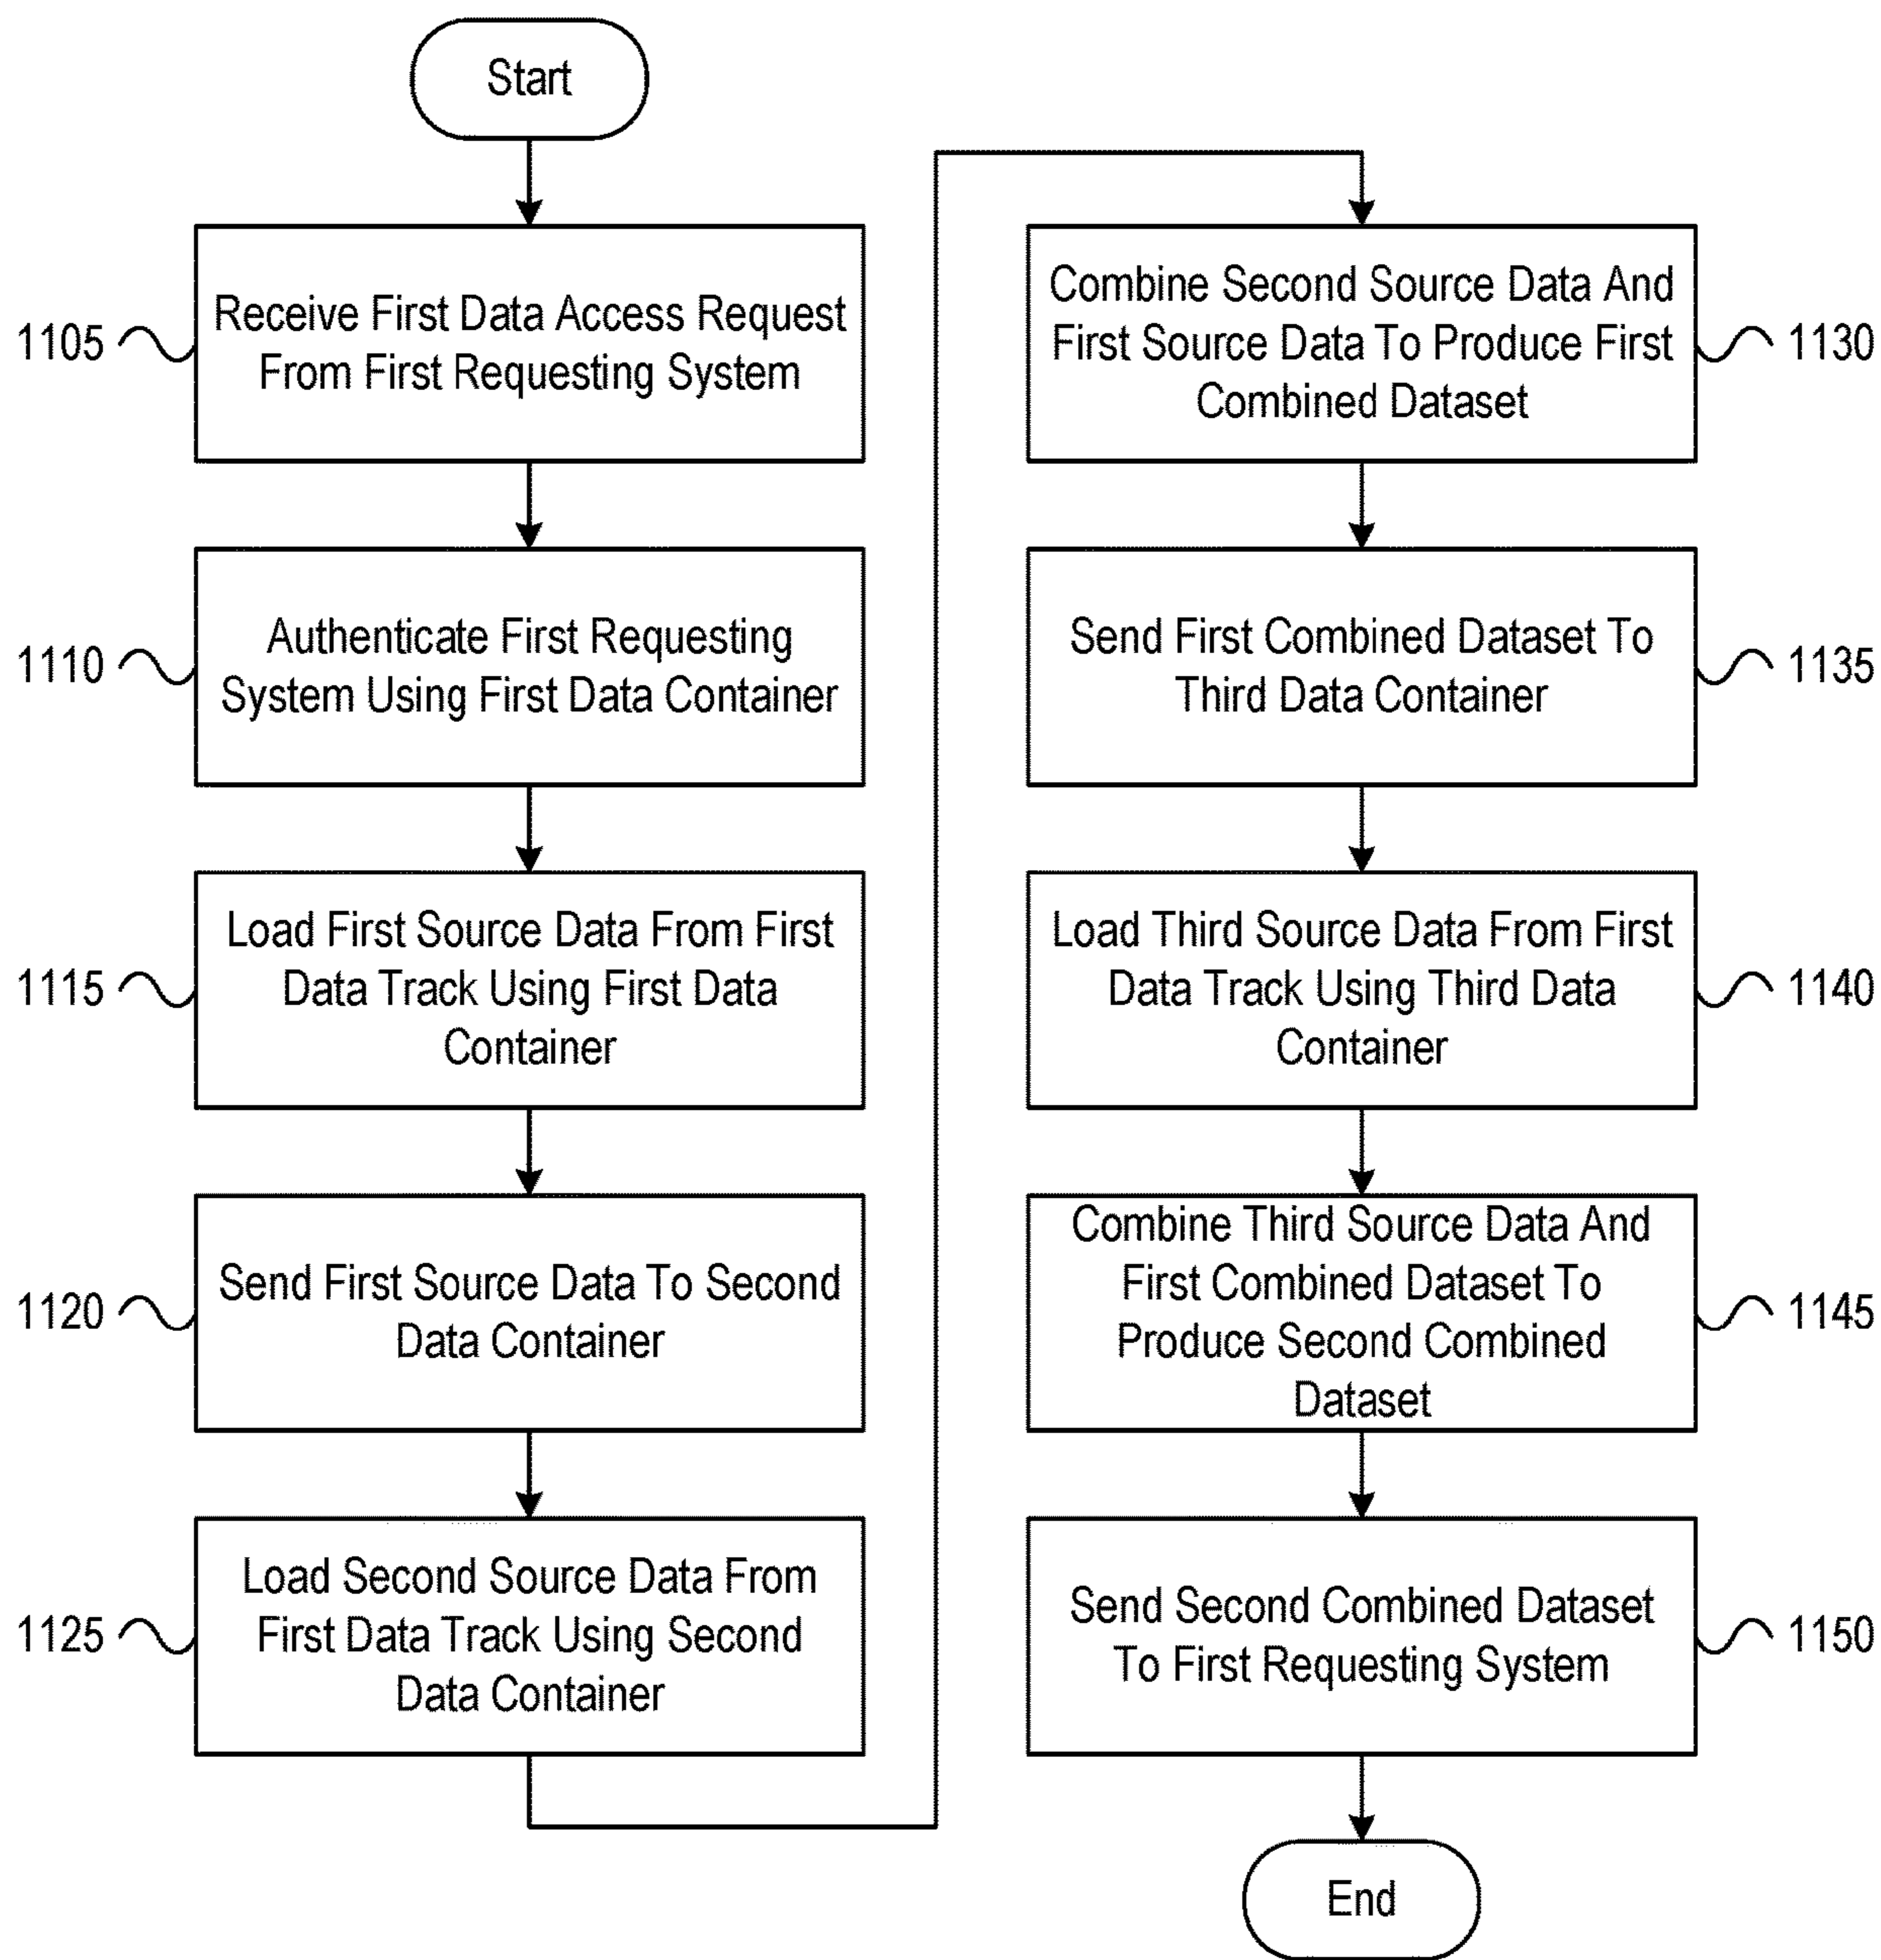 Start
1105
Receive First Data Access Request
From First Requesting System
1110
Authenticate First Requesting
System Using First Data Container
1115
Load First Source Data From First
Data Track Using First Data
Container
1120
Send First Source Data To Second
Data Container
1125
Load Second Source Data From
First Data Track Using Second
Data Container
Combine Second Source Data And
First Source Data To Produce First
Combined Dataset
1130
Send First Combined Dataset To
Third Data Container
1135
Load Third Source Data From First
Data Track Using Third Data
Container
1140
Combine Third Source Data And
First Combined Dataset To
Produce Second Combined
Dataset
1145
Send Second Combined Dataset
To First Requesting System
1150
End